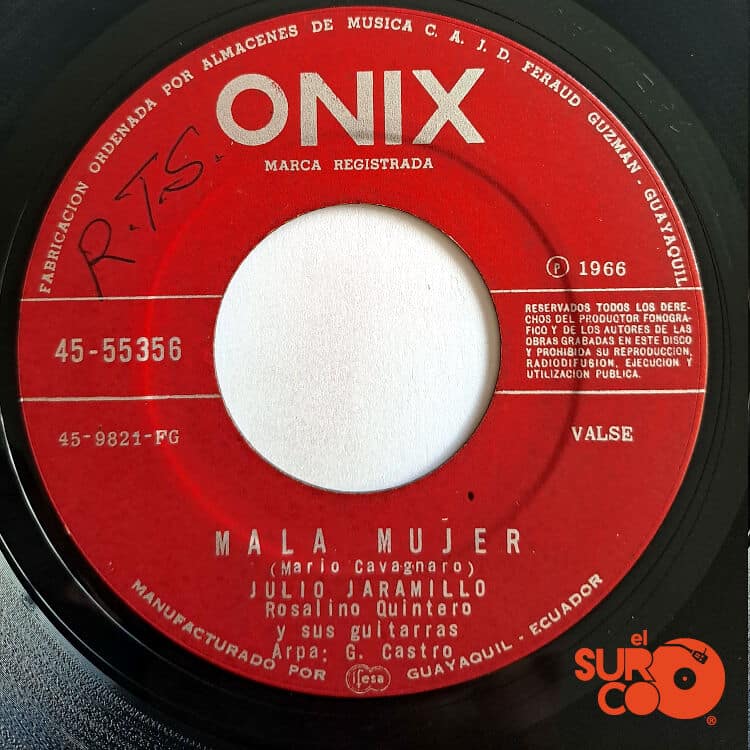 FABRICACION ORDENADA POR ALMACENES DE MUSICA C. A. J. D. FERAUD GUZMAN - GUAYAQUIL
ONIX
MARCA REGISTRADA
R.T.S.
℗ 1966
RESERVADOS TODOS LOS DERE-
CHOS DEL PRODUCTOR FONOGRA-
FICO Y DE LOS AUTORES DE LAS
OBRAS GRABADAS EN ESTE DISCO
Y PROHIBIDA SU REPRODUCCION,
RADIODIFUSION, EJECUCION Y
UTILIZACION PUBLICA.
45-55356
45-9821-FG
VALSE
MALA MUJER
(Mario Cavagnaro)
JULIO JARAMILLO
Rosalino Quintero
y sus guitarras
Arpa: G. Castro
MANUFACTURADO POR ifesa GUAYAQUIL - ECUADOR
el
SUR
CO
®